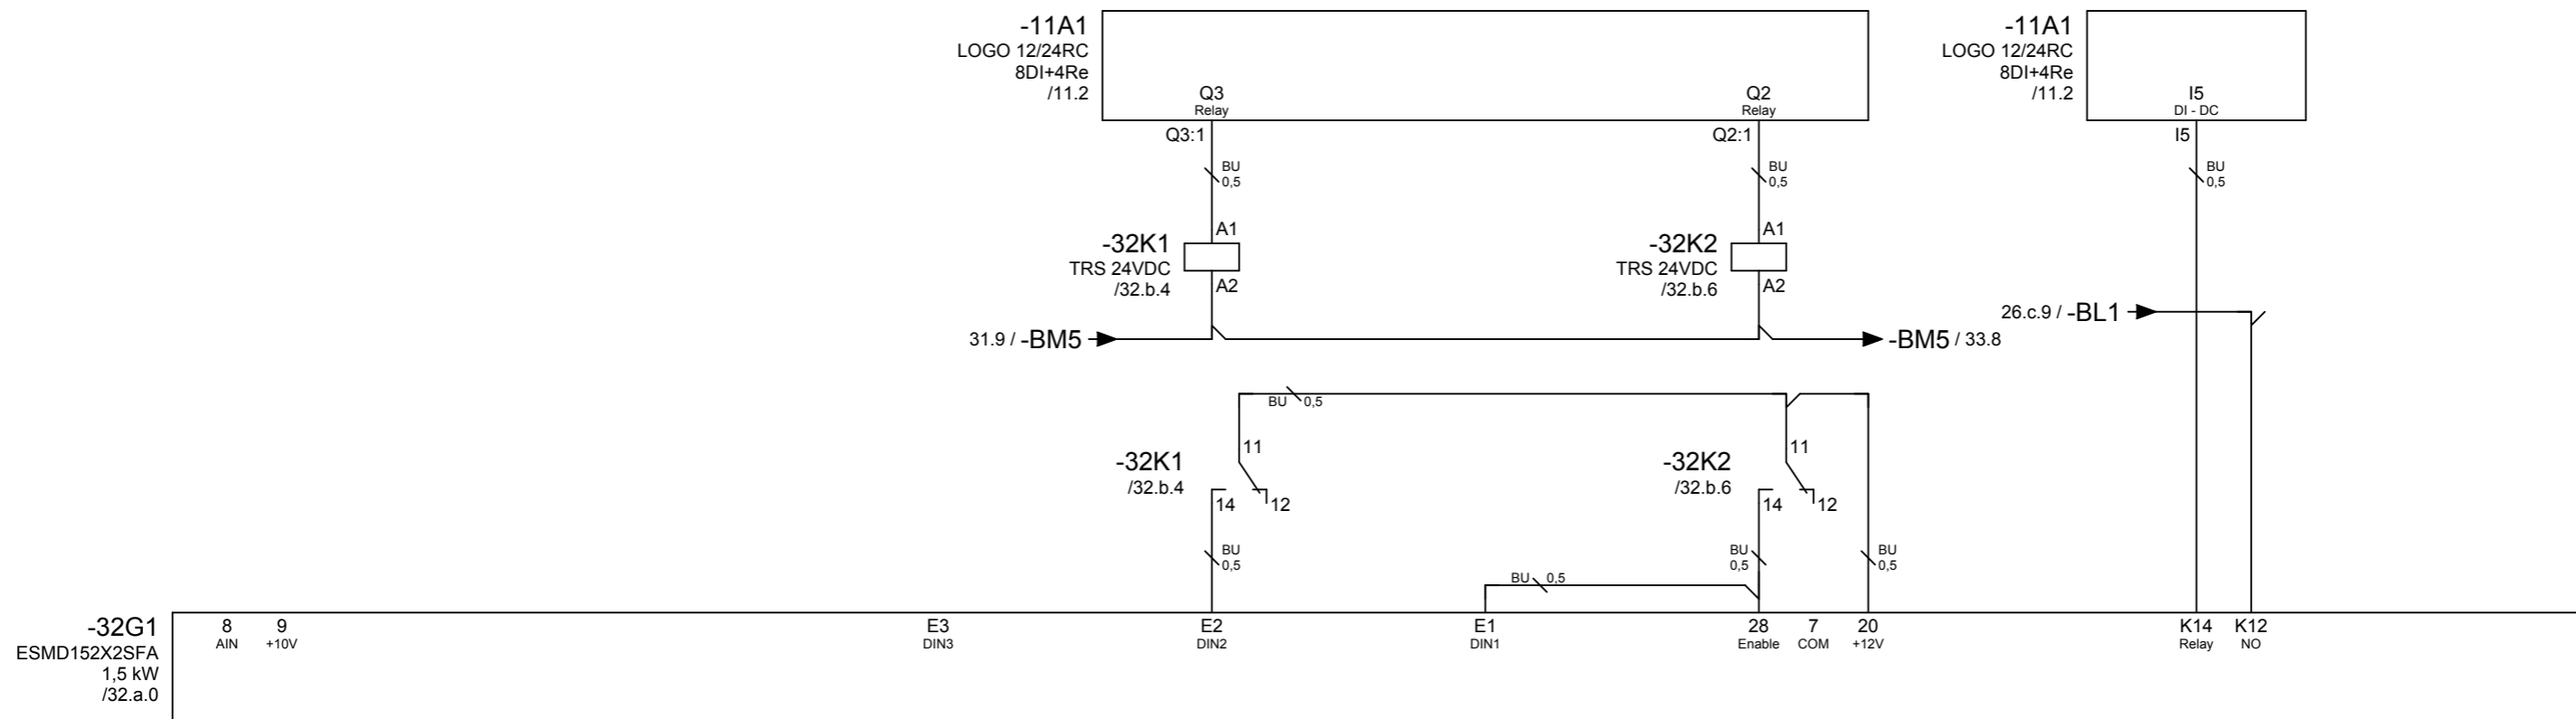 -11A1
LOGO 12/24RC
8DI+4Re
/11.2
Q3
Relay
Q3:1
Q2
Relay
Q2:1
-11A1
LOGO 12/24RC
8DI+4Re
/11.2
I5
DI - DC
I5
BU
0,5
BU
0,5
BU
0,5
-32K1
TRS 24VDC
/32.b.4
A1
A2
-32K2
TRS 24VDC
/32.b.6
A1
A2
31.9 / -BM5
-BM5 / 33.8
26.c.9 / -BL1
BU 0,5
-32K1
/32.b.4
11
14
12
-32K2
/32.b.6
11
14
12
BU
0,5
BU
0,5
BU
0,5
BU 0,5
-32G1
ESMD152X2SFA
1,5 kW
/32.a.0
8
AIN
9
+10V
E3
DIN3
E2
DIN2
E1
DIN1
28
Enable
7
COM
20
+12V
K14
Relay
K12
NO